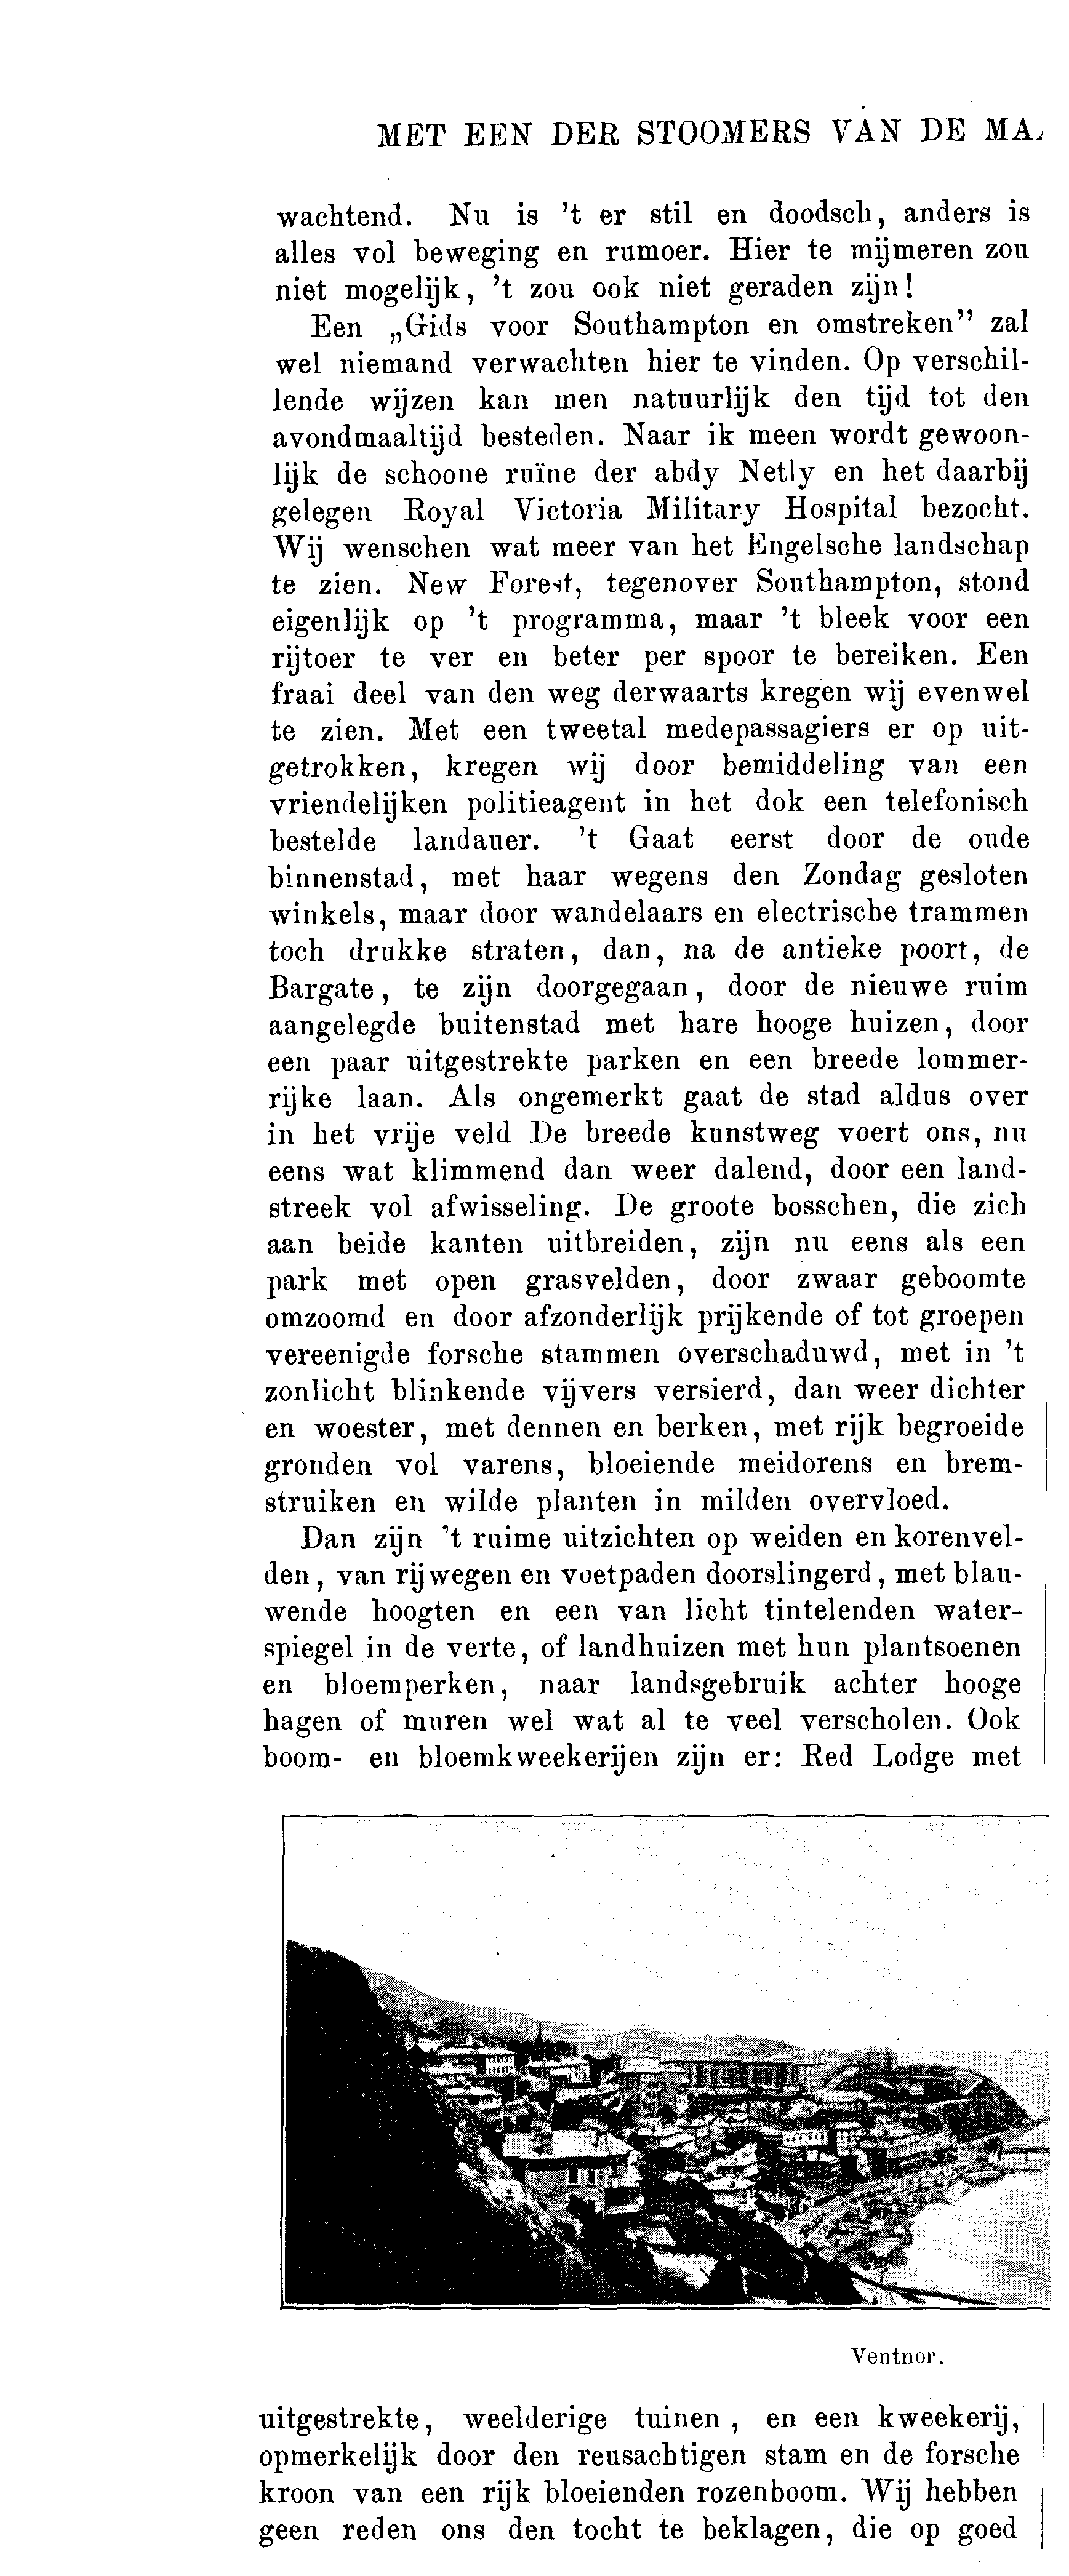 MET EEN DER STOOMERS VAN DE MA
wachtend. Nu is 't er stil en doodsch, anders is
alles vol beweging en rumoer. Hier te mijmeren zou
niet mogelijk, 't zou ook niet geraden zijn!
Een „Gids voor Southampton en omstreken” zal
wel niemand verwachten hier te vinden. Op verschil-
lende wijzen kan men natuurlijk den tijd tot den
avondmaaltijd besteden. Naar ik meen wordt gewoon-
lijk de schoone ruïne der abdy Netly en het daarbij
gelegen Royal Victoria Military Hospital bezocht.
Wij wenschen wat meer van het Engelsche landschap
te zien. New Forest, tegenover Southampton, stond
eigenlijk op 't programma, maar 't bleek voor een
rijtoer te ver en beter per spoor te bereiken. Een
fraai deel van den weg derwaarts kregen wij evenwel
te zien. Met een tweetal medepassagiers er op uit-
getrokken, kregen wij door bemiddeling van een
vriendelijken politieagent in het dok een telefonisch
bestelde landauer. 't Gaat eerst door de oude
binnenstad, met haar wegens den Zondag gesloten
winkels, maar door wandelaars en electrische trammen
toch drukke straten, dan, na de antieke poort, de
Bargate, te zijn doorgegaan, door de nieuwe ruim
aangelegde buitenstad met hare hooge huizen, door
een paar uitgestrekte parken en een breede lommer-
rijke laan. Als ongemerkt gaat de stad aldus over
in het vrije veld De breede kunstweg voert ons, nu
eens wat klimmend dan weer dalend, door een land-
streek vol afwisseling. De groote bosschen, die zich
aan beide kanten uitbreiden, zijn nu eens als een
park met open grasvelden, door zwaar geboomte
omzoomd en door afzonderlijk prijkende of tot groepen
vereenigde forsche stammen overschaduwd, met in 't
zonlicht blinkende vijvers versierd, dan weer dichter
en woester, met dennen en berken, met rijk begroeide
gronden vol varens, bloeiende meidorens en brem-
struiken en wilde planten in milden overvloed.
Dan zijn 't ruime uitzichten op weiden en korenvel-
den, van rijwegen en voetpaden doorslingerd, met blau-
wende hoogten en een van licht tintelenden water-
spiegel in de verte, of landhuizen met hun plantsoenen
en bloemperken, naar landsgebruik achter hooge
hagen of muren wel wat al te veel verscholen. Ook
boom- en bloemkweekerijen zijn er: Red Lodge met
Ventnor.
uitgestrekte, weelderige tuinen, en een kweekerij,
opmerkelijk door den reusachtigen stam en de forsche
kroon van een rijk bloeienden rozenboom. Wij hebben
geen reden ons den tocht te beklagen, die op goed